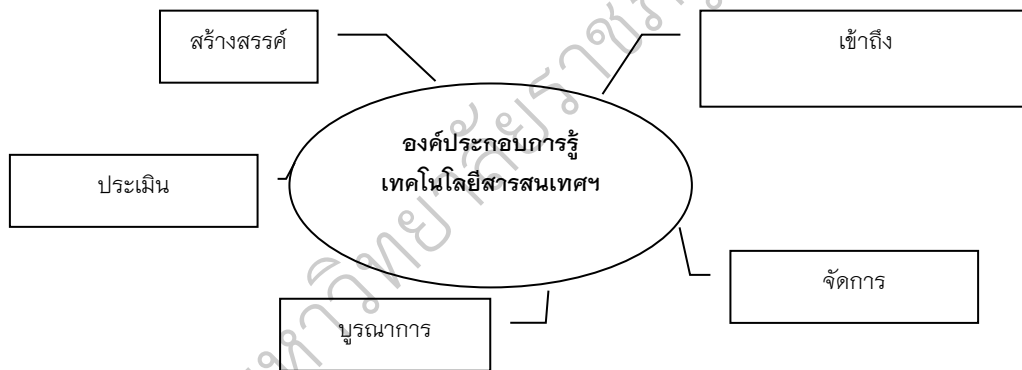 สร้างสรรค์
เข้าถึง
องค์ประกอบการรู้
เทคโนโลยีสารสนเทศฯ
ประเมิน
จัดการ
บูรณาการ